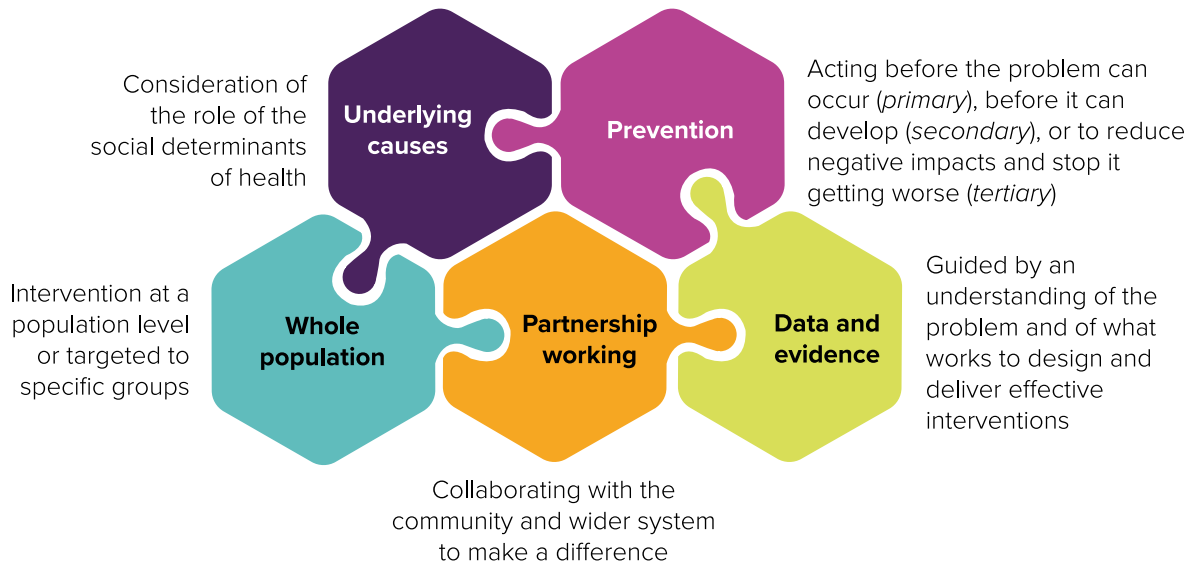 Consideration of
the role of the
social determinants
of health
Underlying
causes
Prevention
Acting before the problem can
occur (primary), before it can
develop (secondary), or to reduce
negative impacts and stop it
getting worse (tertiary)
Intervention at a
population level
or targeted to
specific groups
Whole
population
Partnership
working
Data and
evidence
Guided by an
understanding of the
problem and of what
works to design and
deliver effective
interventions
Collaborating with the
community and wider system
to make a difference